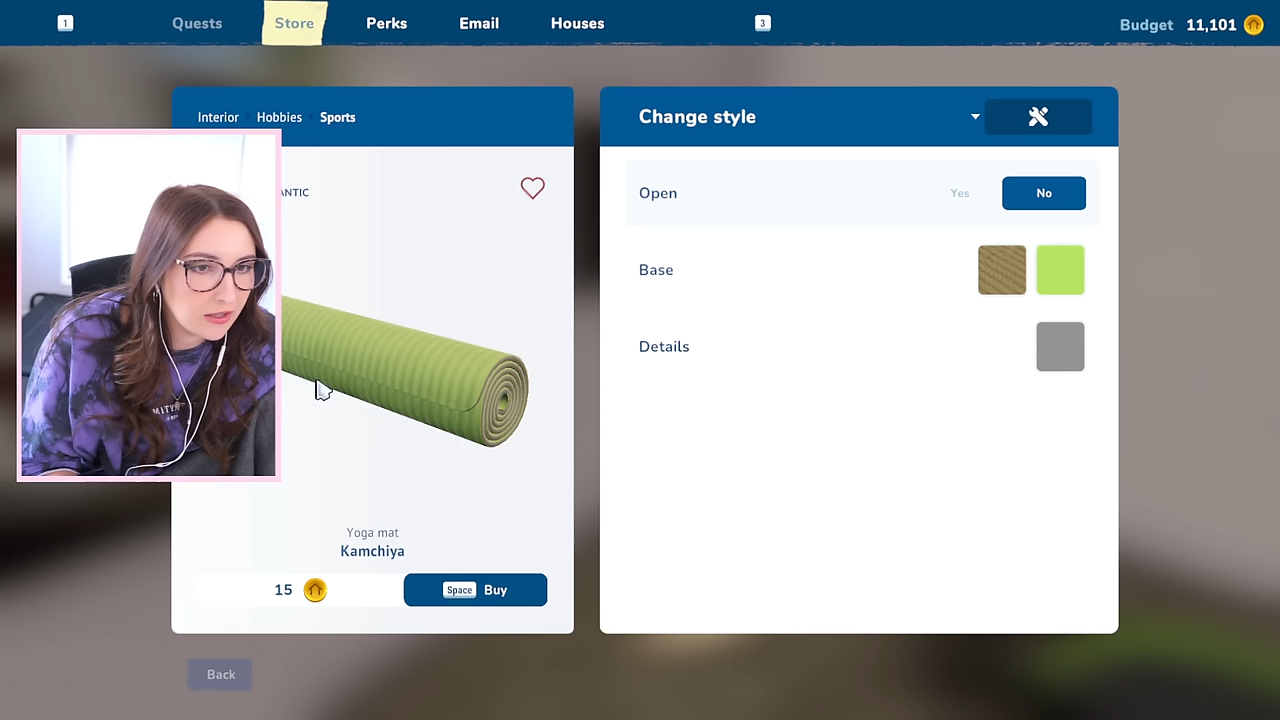 1
Quests
Store
Perks
Email
Houses
3
Budget 11,101
Interior
Hobbies
Sports
Yoga mat
Kamchiya
15
Space Buy
Back
Change style
Open
Yes
No
Base
Details